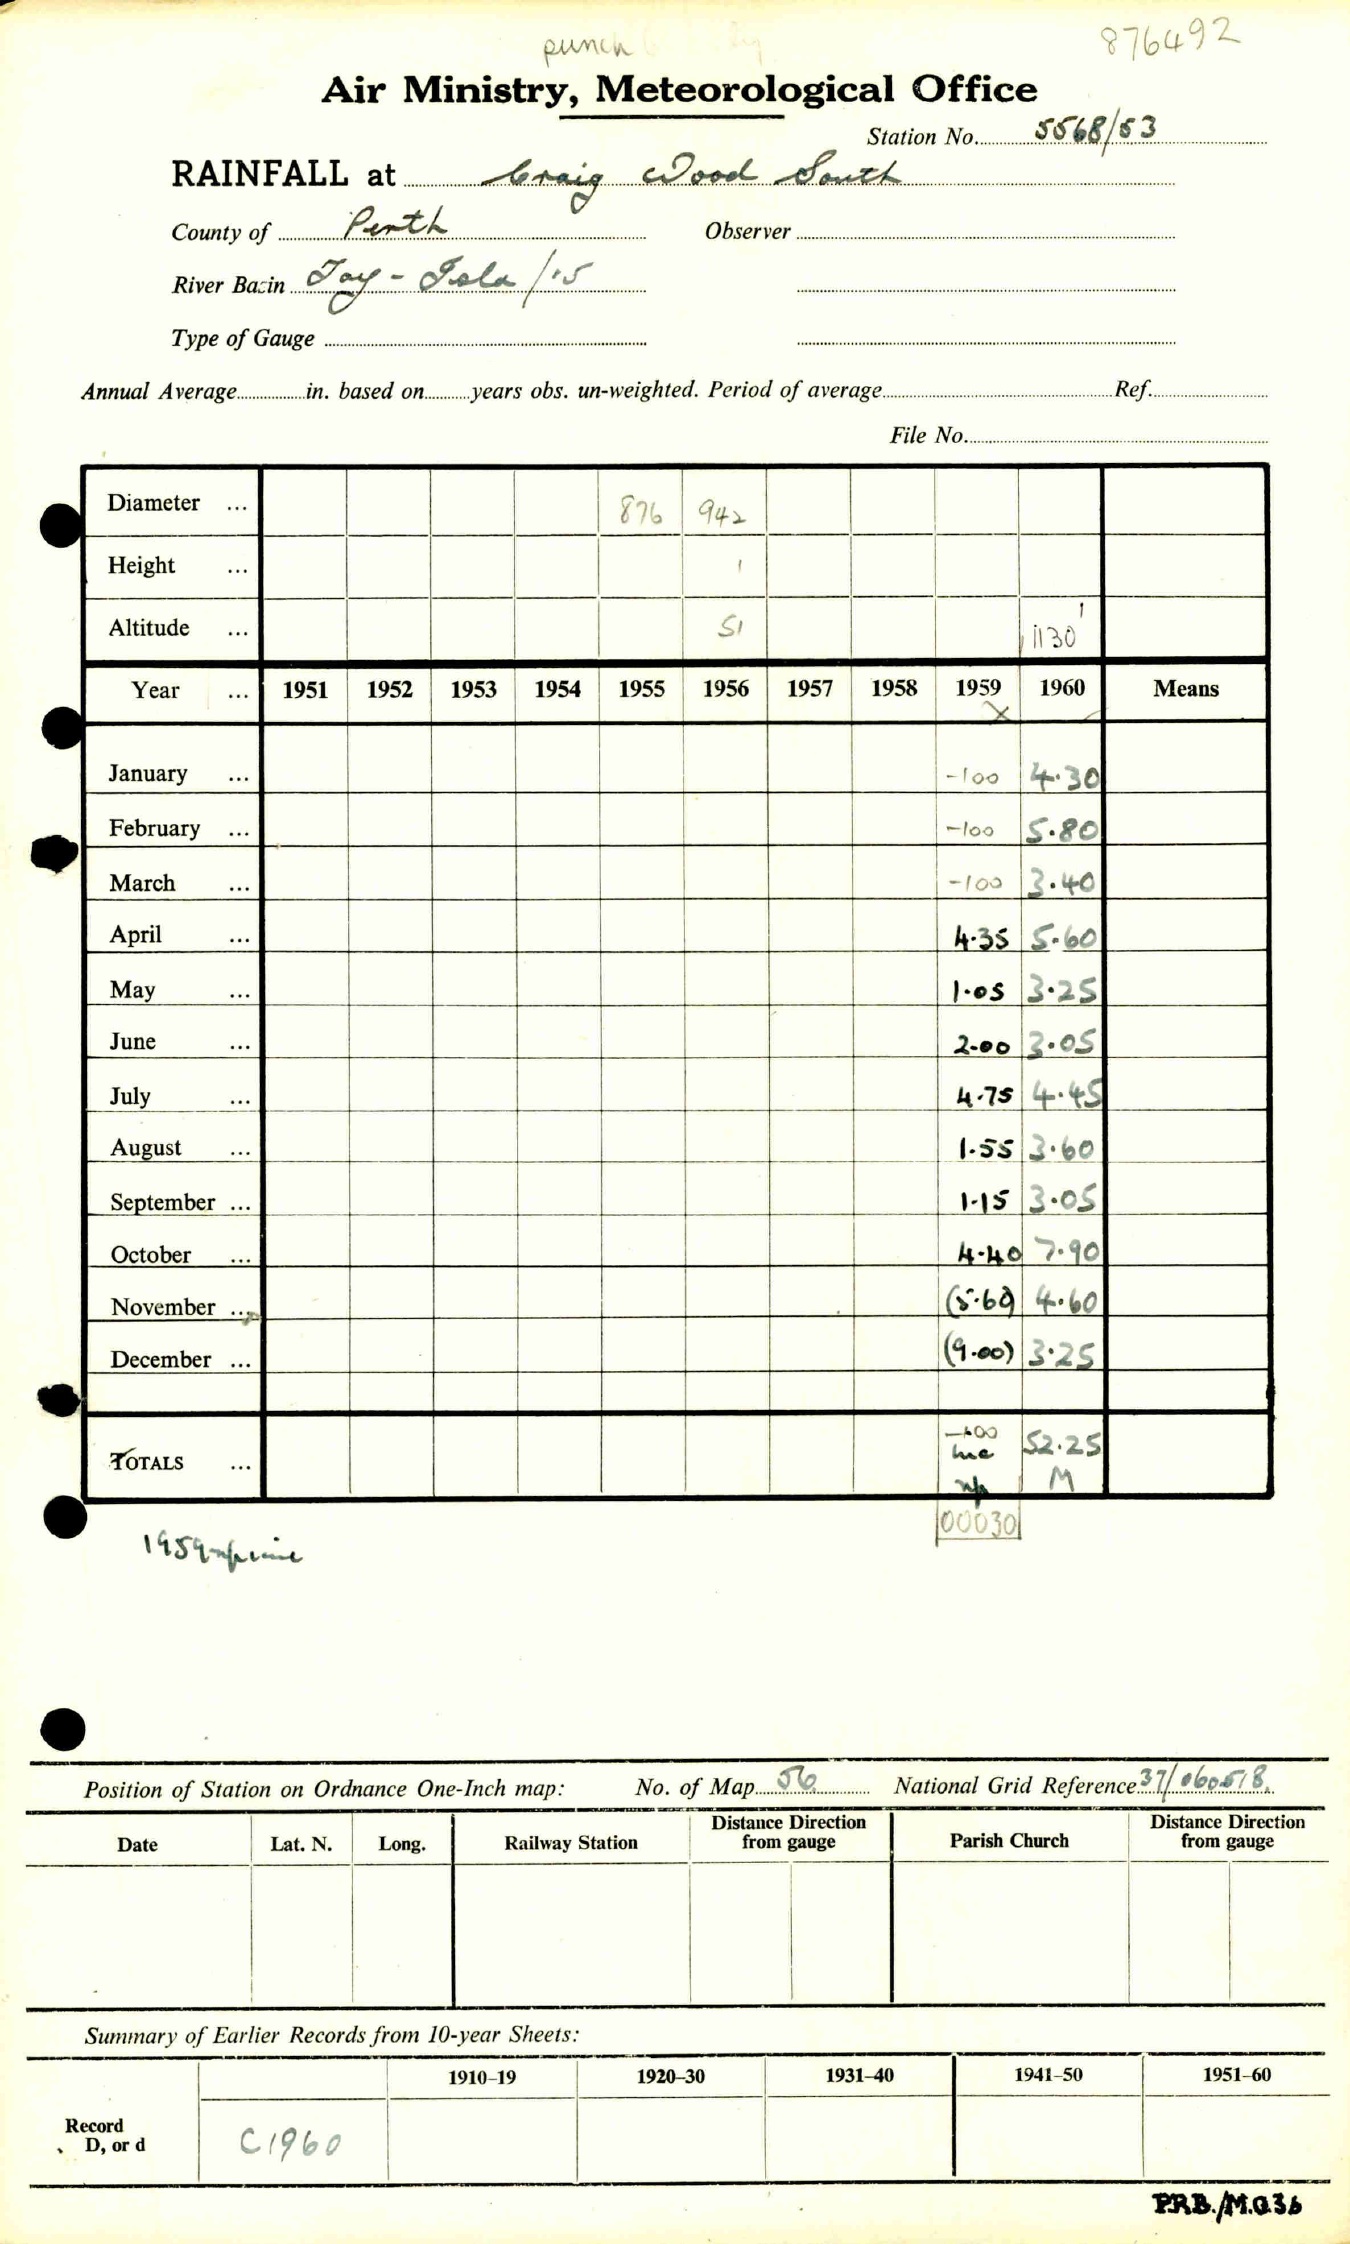 punch
876492
Air Ministry, Meteorological Office
Station No. 5568/53
RAINFALL at Craig Wood South
County of Perth Observer
River Basin Tay - Isla /15
Type of Gauge
Annual Average in. based on years obs. un-weighted. Period of average Ref.
File No.
Diameter ... 876 942
Height ... 1
Altitude ... 51 1130'
Year ... 1951 1952 1953 1954 1955 1956 1957 1958 1959 1960 Means
X
January ... -100 4.30
February ... -100 5.80
March ... -100 3.40
April ... 4.35 5.60
May ... 1.05 3.25
June ... 2.00 3.05
July ... 4.75 4.45
August ... 1.55 3.60
September ... 1.15 3.05
October ... 4.40 7.90
November ... (5.60) 4.60
December ... (9.00) 3.25
TOTALS ... -100 52.25
inc M
np
00030
1959
Position of Station on Ordnance One-Inch map: No. of Map 56 National Grid Reference 37/060518
Date Lat. N. Long. Railway Station Distance Direction from gauge Parish Church Distance Direction from gauge
Summary of Earlier Records from 10-year Sheets:
1910-19 1920-30 1931-40 1941-50 1951-60
Record
D, or d C1960
P.R.B./M.O.36